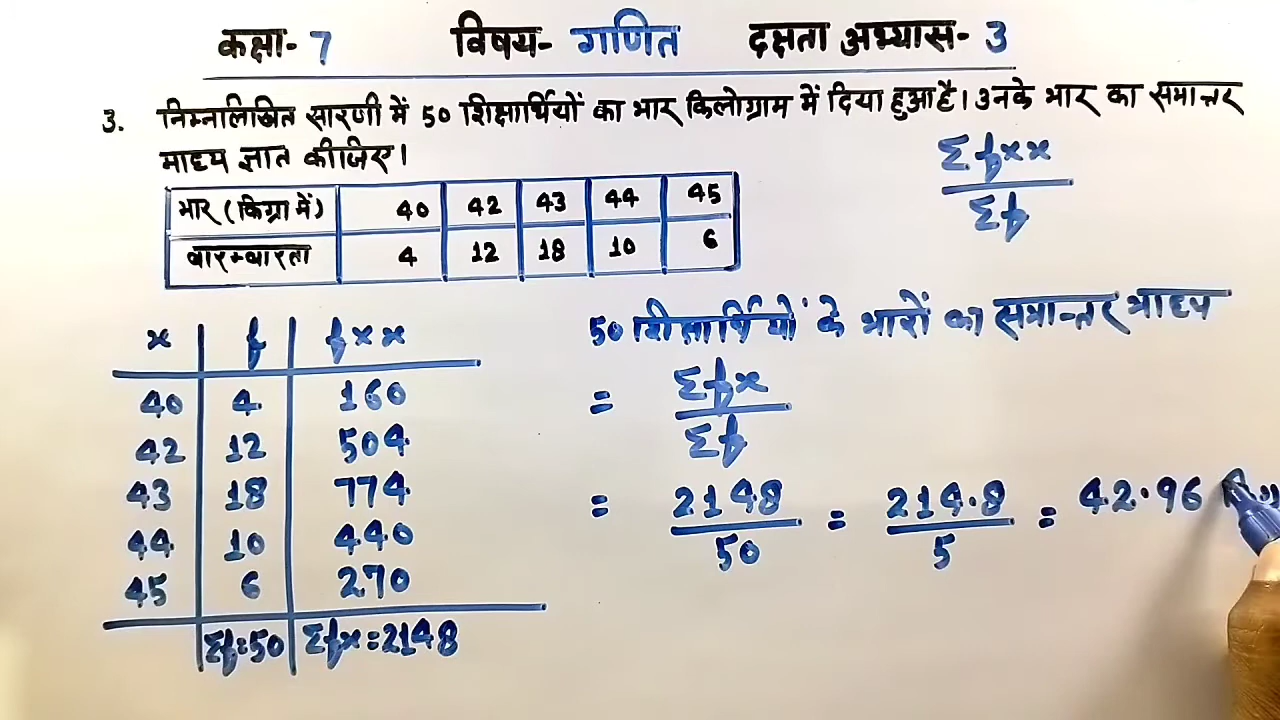 कक्षा- 7 विषय- गणित दक्षता अभ्यास- 3
3. निम्नलिखित सारणी में 50 शिक्षार्थियों का भार किलोग्राम में दिया हुआ है। उनके भार का समान्तर
माध्य ज्ञात कीजिए।
Σf×x
Σf
भार (किग्रा में) 40 42 43 44 45
बारम्बारता 4 12 18 10 6
x f f×x
40 4 160
42 12 504
43 18 774
44 10 440
45 6 270
Σf=50 Σfx=2148
50 शिक्षार्थियों के भारों का समान्तर माध्य
= Σfx
Σf
= 2148 = 214.8 = 42.96
50 5